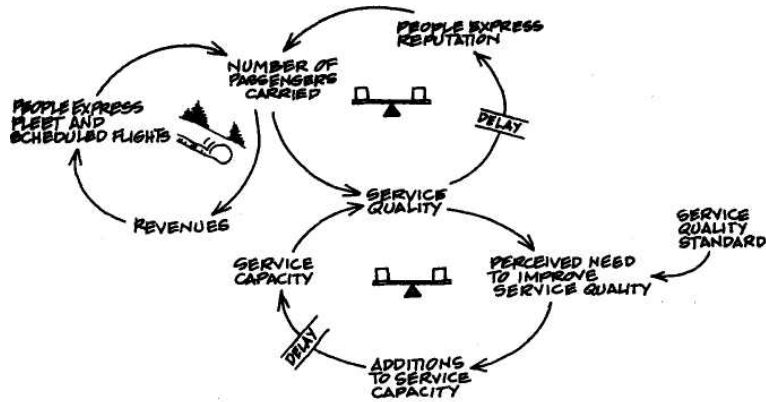 PEOPLE EXPRESS
REPUTATION
NUMBER OF
PASSENGERS
CARRIED
PEOPLE EXPRESS
FLEET AND
SCHEDULED FLIGHTS
DELAY
REVENUES
SERVICE
QUALITY
SERVICE
QUALITY
STANDARD
SERVICE
CAPACITY
PERCEIVED NEED
TO IMPROVE
SERVICE QUALITY
DELAY
ADDITIONS
TO SERVICE
CAPACITY